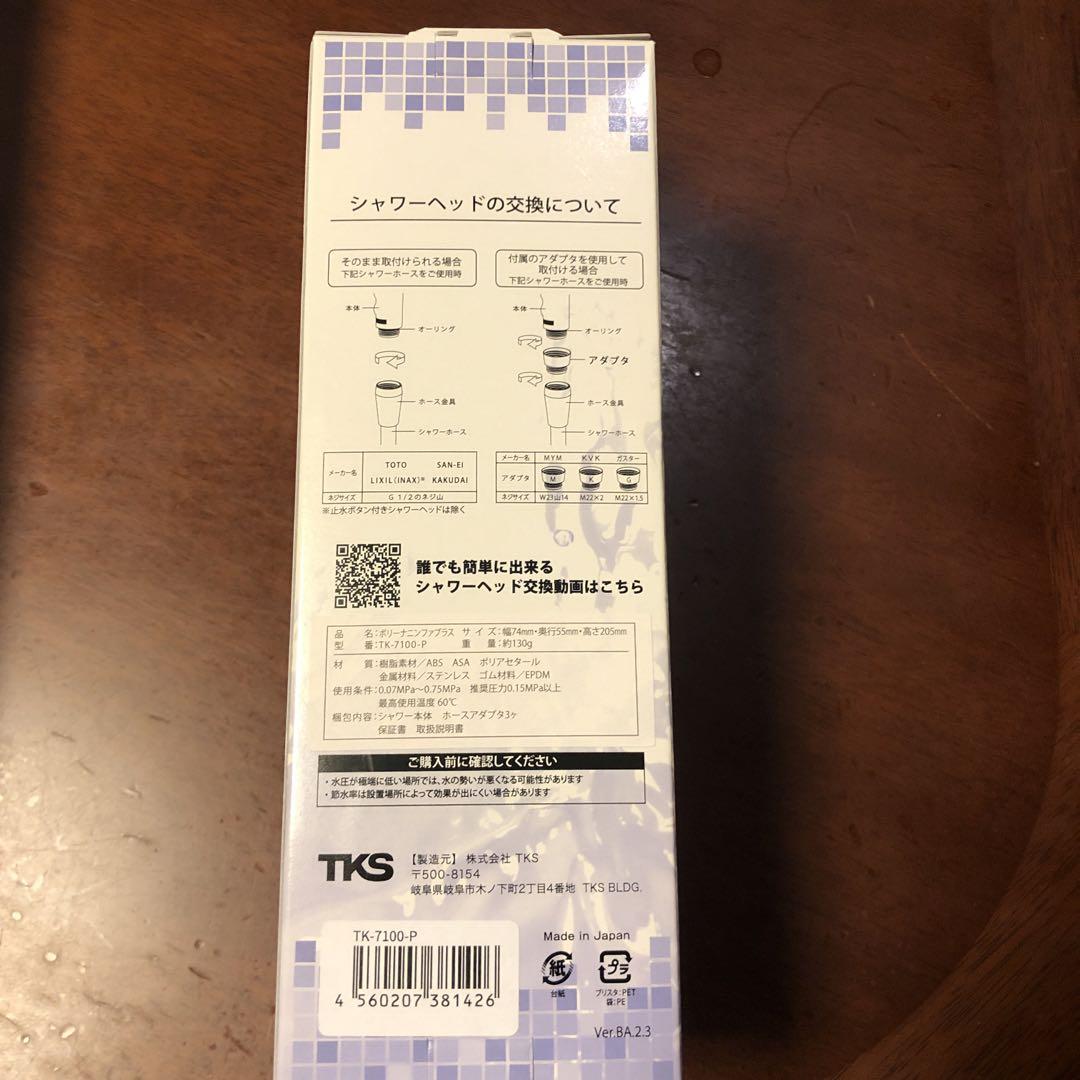 シャワーヘッドの交換について
そのまま取付けられる場合
下記シャワーホースをご使用時
本体
オーリング
ホース金具
シャワーホース
メーカー名 TOTO SAN-EI
LIXIL(INAX)※ KAKUDAI
ネジサイズ G 1/2のネジ山
※止水ボタン付きシャワーヘッドは除く
付属のアダプタを使用して
取付ける場合
下記シャワーホースをご使用時
本体
オーリング
アダプタ
ホース金具
シャワーホース
メーカー名 MYM KVK ガスター
アダプタ M K G
ネジサイズ W23山14 M22×2 M22×1.5
誰でも簡単に出来る
シャワーヘッド交換動画はこちら
品 名:ボリーナニンファプラス サイズ:幅74mm・奥行55mm・高さ205mm
型 番:TK-7100-P 重 量:約130g
材 質:樹脂素材/ABS ASA ポリアセタール
金属材料/ステンレス ゴム材料/EPDM
使用条件:0.07MPa〜0.75MPa 推奨圧力0.15MPa以上
最高使用温度 60℃
梱包内容:シャワー本体 ホースアダプタ3ヶ
保証書 取扱説明書
ご購入前に確認してください
・水圧が極端に低い場所では、水の勢いが悪くなる可能性があります
・節水率は設置場所によって効果が出にくい場合があります
TKS 【製造元】 株式会社 TKS
〒500-8154
岐阜県岐阜市木ノ下町2丁目4番地 TKS BLDG.
TK-7100-P
4 560207 381426
Made in Japan
紙
台紙
プラ
ブリスタ:PET
袋:PE
Ver.BA.2.3